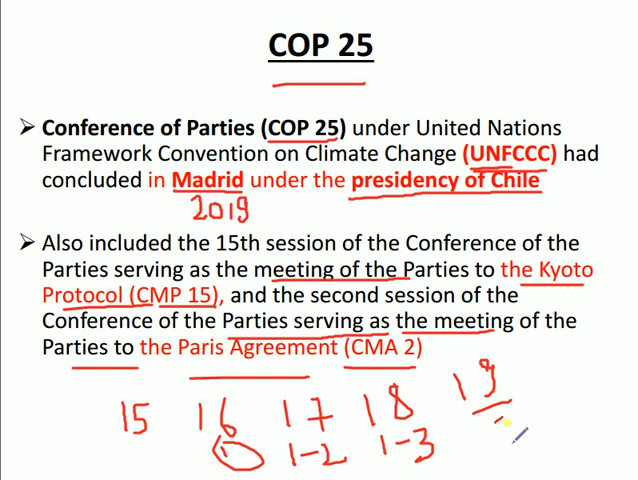 COP 25
➤ Conference of Parties (COP 25) under United Nations
Framework Convention on Climate Change (UNFCCC) had
concluded in Madrid under the presidency of Chile
2019
➤ Also included the 15th session of the Conference of the
Parties serving as the meeting of the Parties to the Kyoto
Protocol (CMP 15), and the second session of the
Conference of the Parties serving as the meeting of the
Parties to the Paris Agreement (CMA 2)
15 16 17 18 19
1-2 1-3